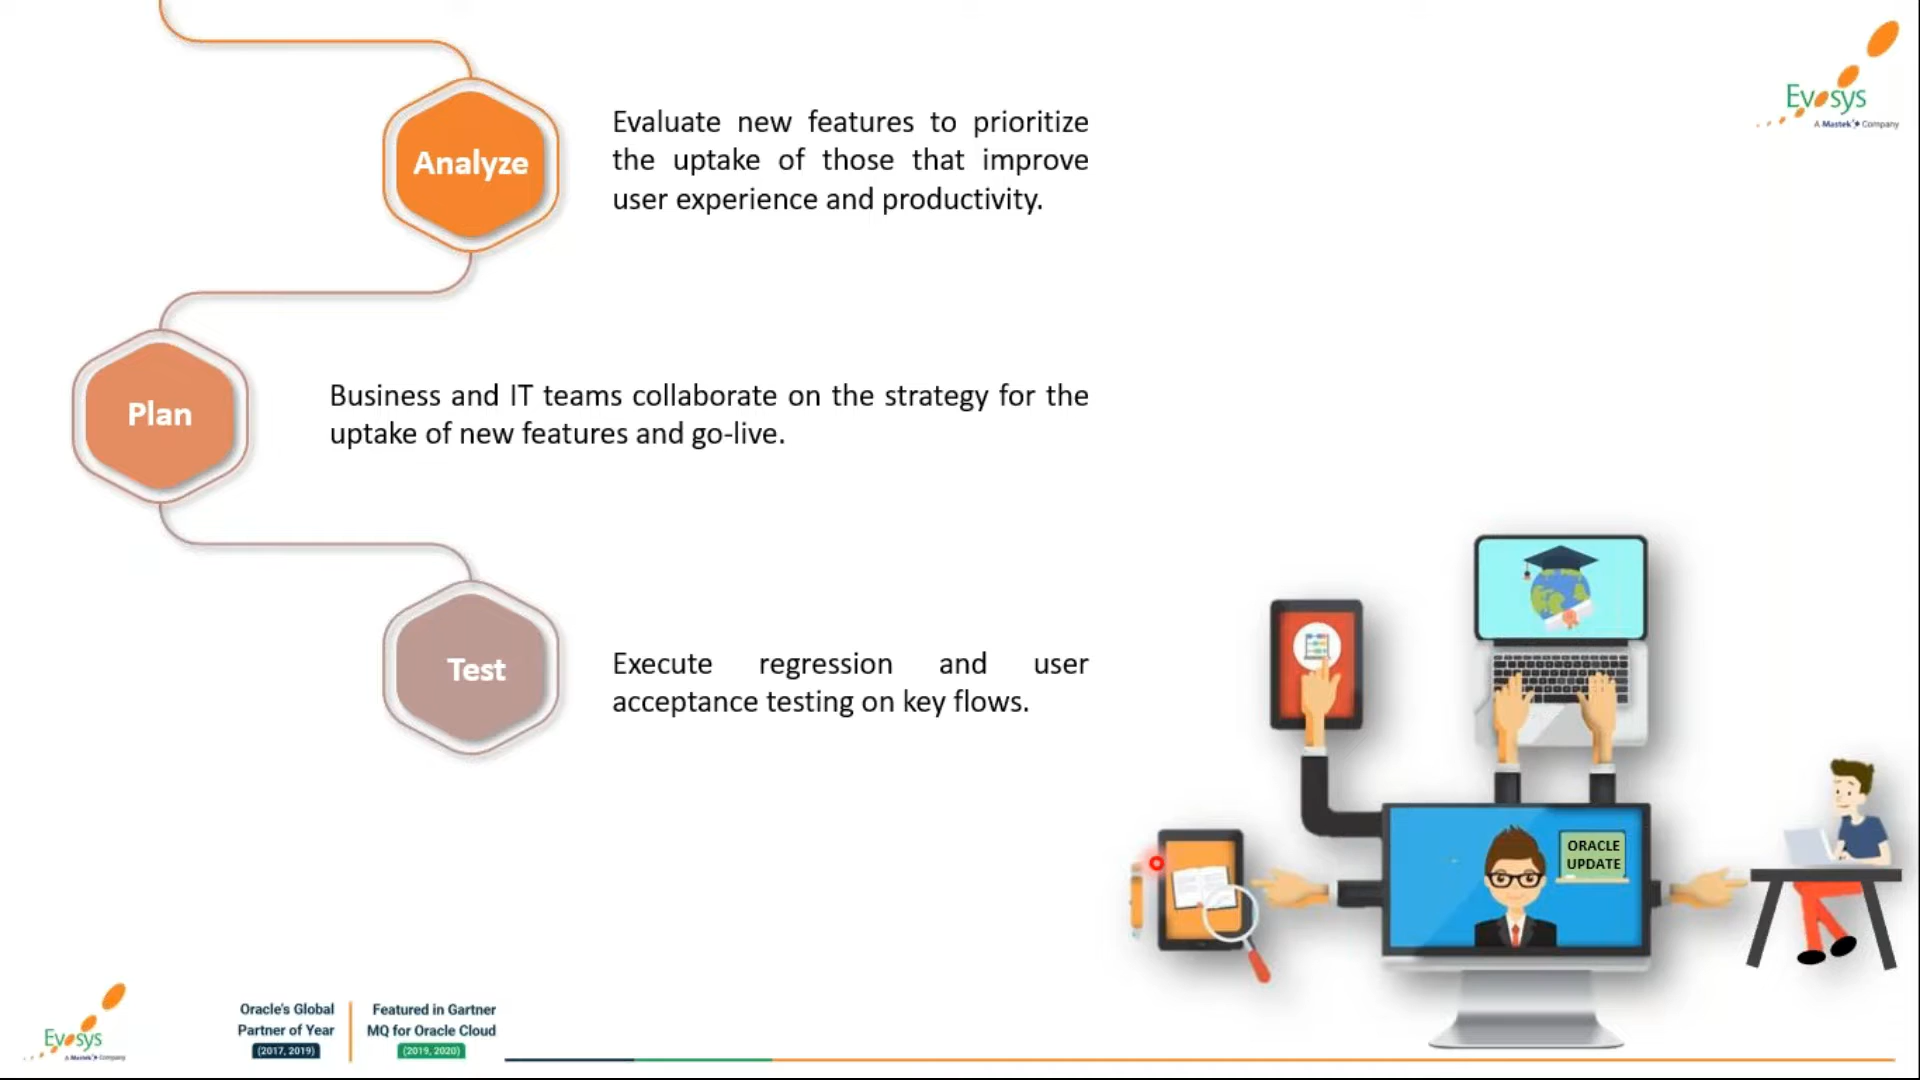 Evosys
A Mastek Company
Analyze
Evaluate new features to prioritize
the uptake of those that improve
user experience and productivity.
Plan
Business and IT teams collaborate on the strategy for the
uptake of new features and go-live.
Test
Execute regression and user
acceptance testing on key flows.
ORACLE
UPDATE
Evosys
A Mastek Company
Oracle's Global
Partner of Year
(2017, 2019)
Featured in Gartner
MQ for Oracle Cloud
(2019, 2020)